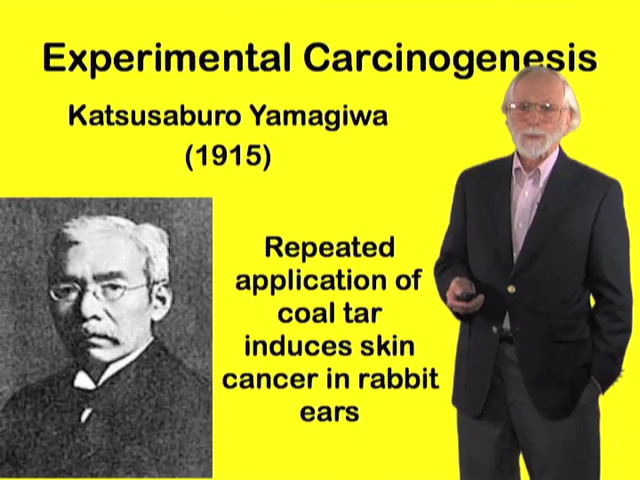 Experimental Carcinogenesis
Katsusaburo Yamagiwa
(1915)
Repeated
application of
coal tar
induces skin
cancer in rabbit
ears